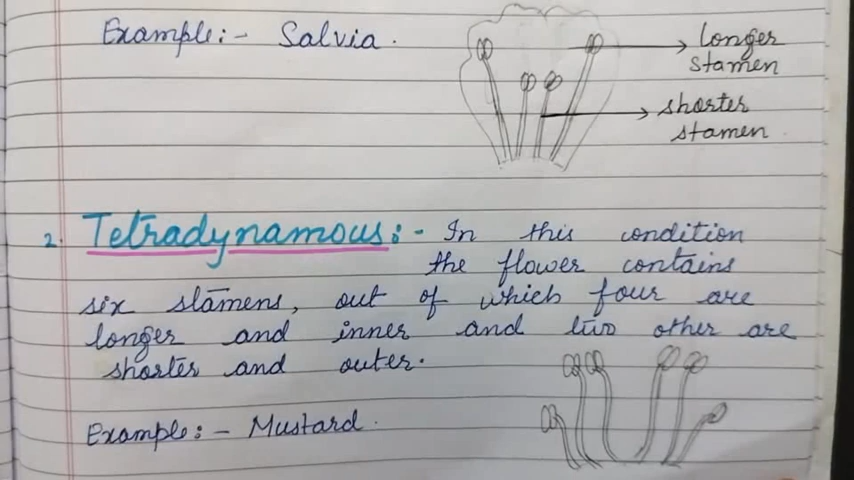 Example:- Salvia.
longer
stamen
shorter
stamen
2. Tetradynamous:- In this condition
the flower contains
six stamens, out of which four are
longer and inner and two other are
shorter and outer.
Example:- Mustard.